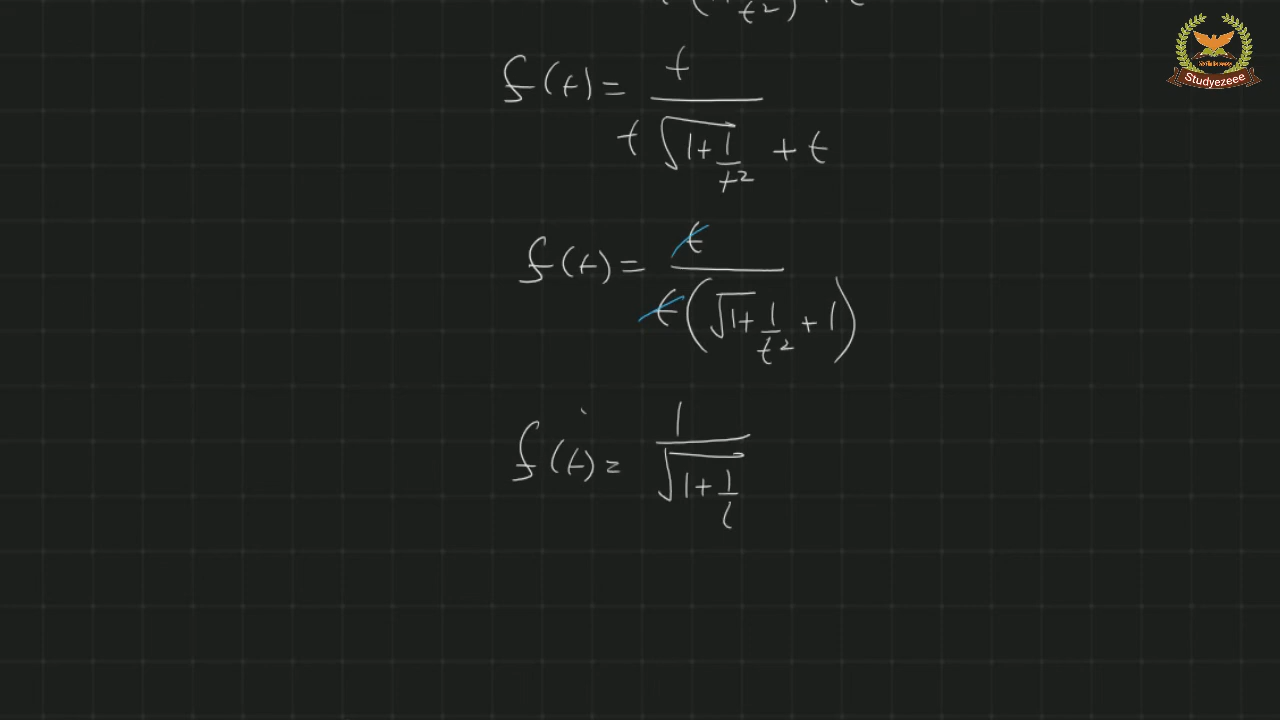 Studyezeee
f(t) = t / (t √(1 + 1/t²) + t)
f(t) = t / (t (√(1 + 1/t²) + 1))
f(t) = 1 / √(1 + 1/t